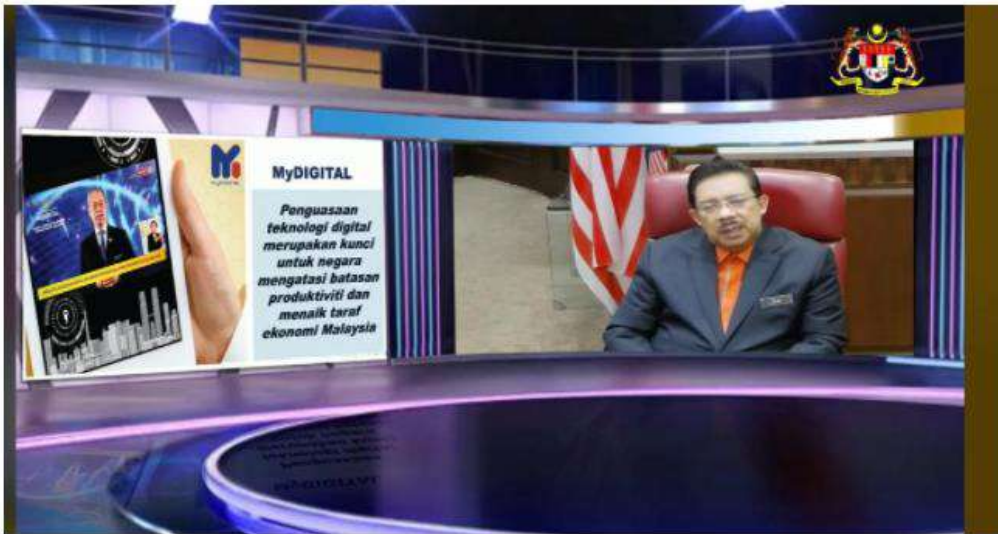 MyDIGITAL
Penguasaan
teknologi digital
merupakan kunci
untuk negara
mengatasi batasan
produktiviti dan
menaik taraf
ekonomi Malaysia